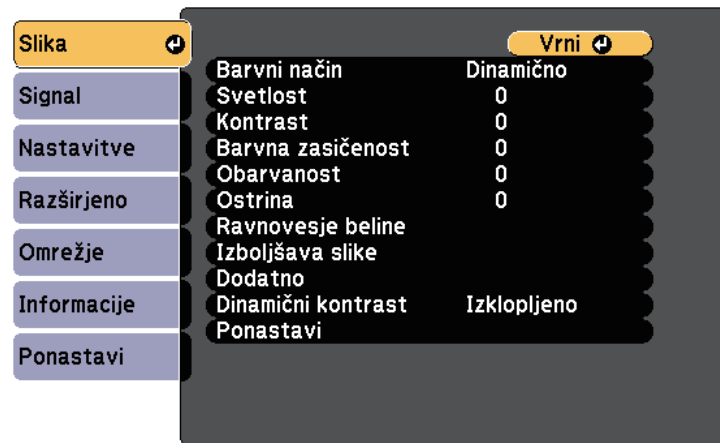 Slika
Signal
Nastavitve
Razširjeno
Omrežje
Informacije
Ponastavi
Vrni
Barvni način Dinamično
Svetlost 0
Kontrast 0
Barvna zasičenost 0
Obarvanost 0
Ostrina 0
Ravnovesje beline
Izboljšava slike
Dodatno
Dinamični kontrast Izklopljeno
Ponastavi